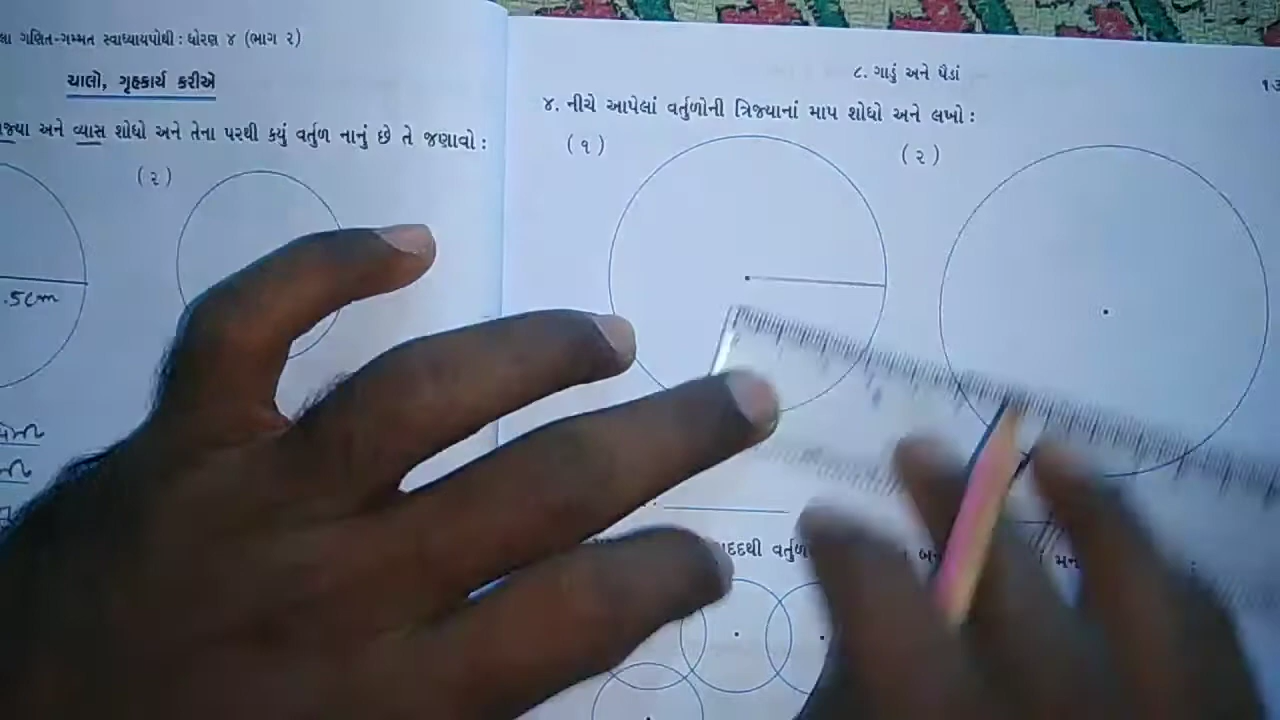 ગણિત-ગમ્મત સ્વાધ્યાયપોથી : ધોરણ ૪ (ભાગ ૨)
ચાલો, ગૃહકાર્ય કરીએ
અને વ્યાસ શોધો અને તેના પરથી કયું વર્તુળ નાનું છે તે જણાવો :
(૨)
.5cm
૮. ગાડું અને પૈડાં
૪. નીચે આપેલાં વર્તુળોની ત્રિજ્યાનાં માપ શોધો અને લખો :
(૧)
(૨)